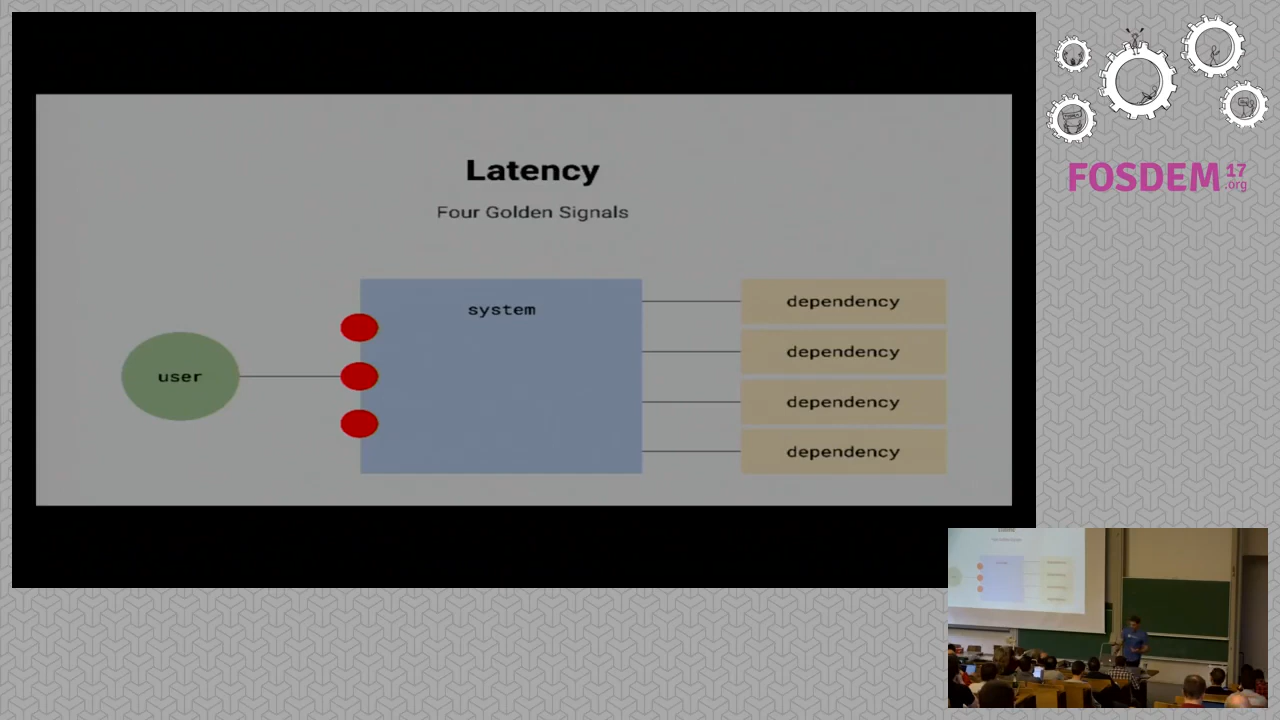 Latency
Four Golden Signals
system
user
dependency
dependency
dependency
dependency
FOSDEM 17
.org